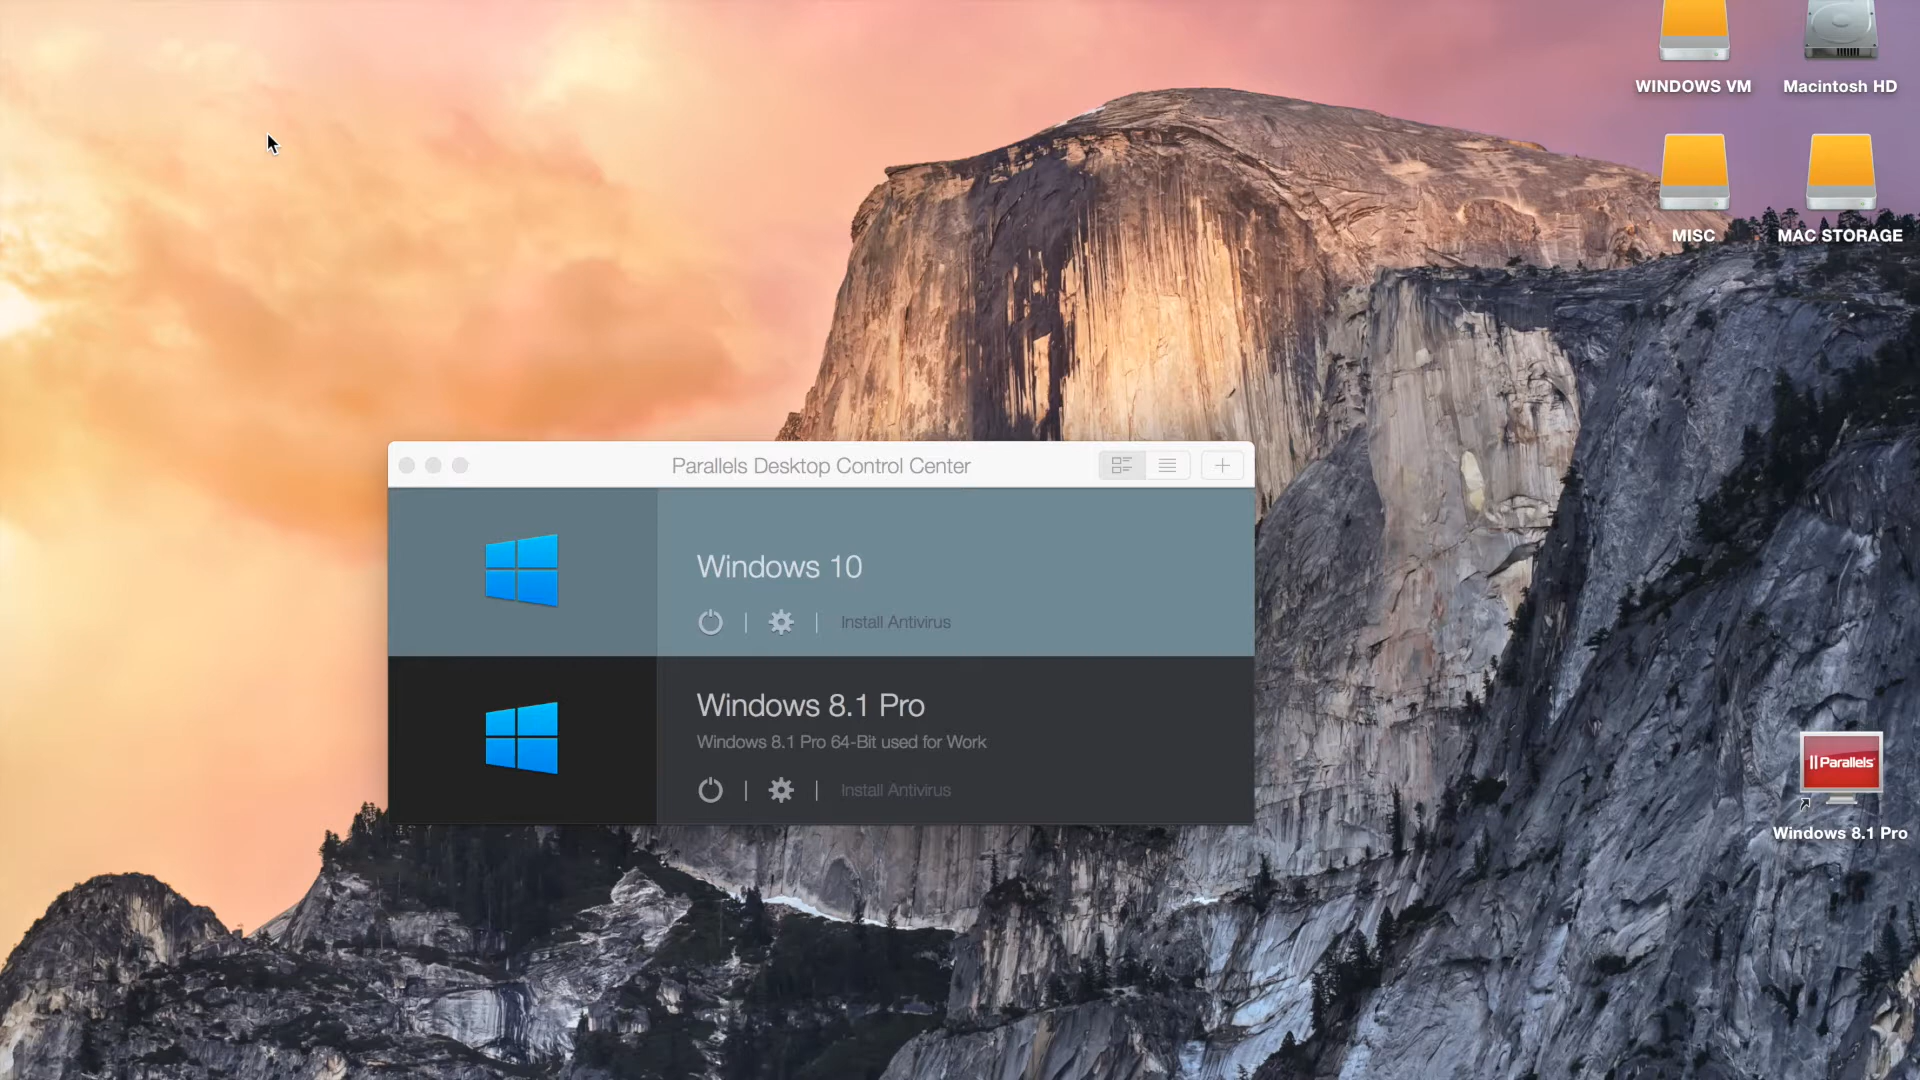 WINDOWS VM
Macintosh HD
MISC
MAC STORAGE
Parallels Desktop Control Center
Windows 10
Install Antivirus
Windows 8.1 Pro
Windows 8.1 Pro 64-Bit used for Work
Install Antivirus
Parallels
Windows 8.1 Pro